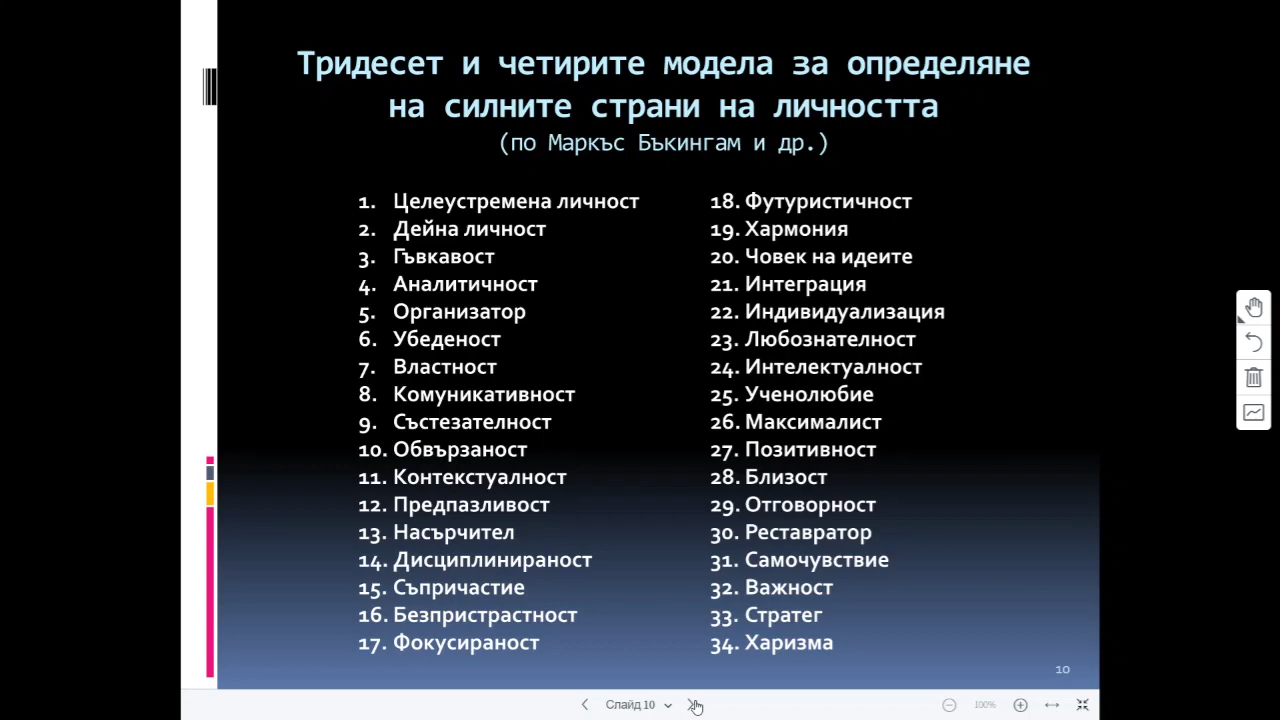 Тридесет и четирите модела за определяне
на силните страни на личността
(по Маркъс Бъкингам и др.)
1. Целеустремена личност
2. Дейна личност
3. Гъвкавост
4. Аналитичност
5. Организатор
6. Убеденост
7. Властност
8. Комуникативност
9. Състезателност
10. Обвързаност
11. Контекстуалност
12. Предпазливост
13. Насърчител
14. Дисциплинираност
15. Съпричастие
16. Безпристрастност
17. Фокусираност
18. Футуристичност
19. Хармония
20. Човек на идеите
21. Интеграция
22. Индивидуализация
23. Любознателност
24. Интелектуалност
25. Ученолюбие
26. Максималист
27. Позитивност
28. Близост
29. Отговорност
30. Реставратор
31. Самочувствие
32. Важност
33. Стратег
34. Харизма
10
Слайд 10
100%